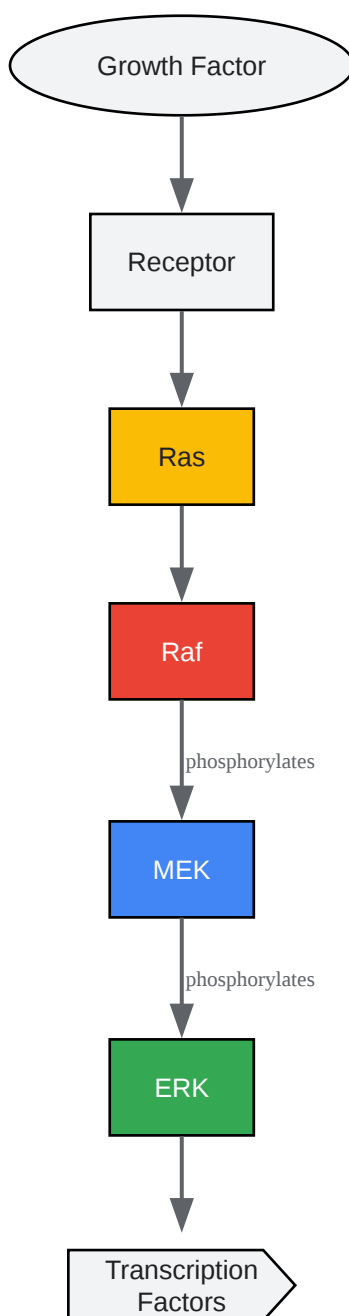 Growth Factor
Receptor
Ras
Raf
phosphorylates
MEK
phosphorylates
ERK
Transcription
Factors